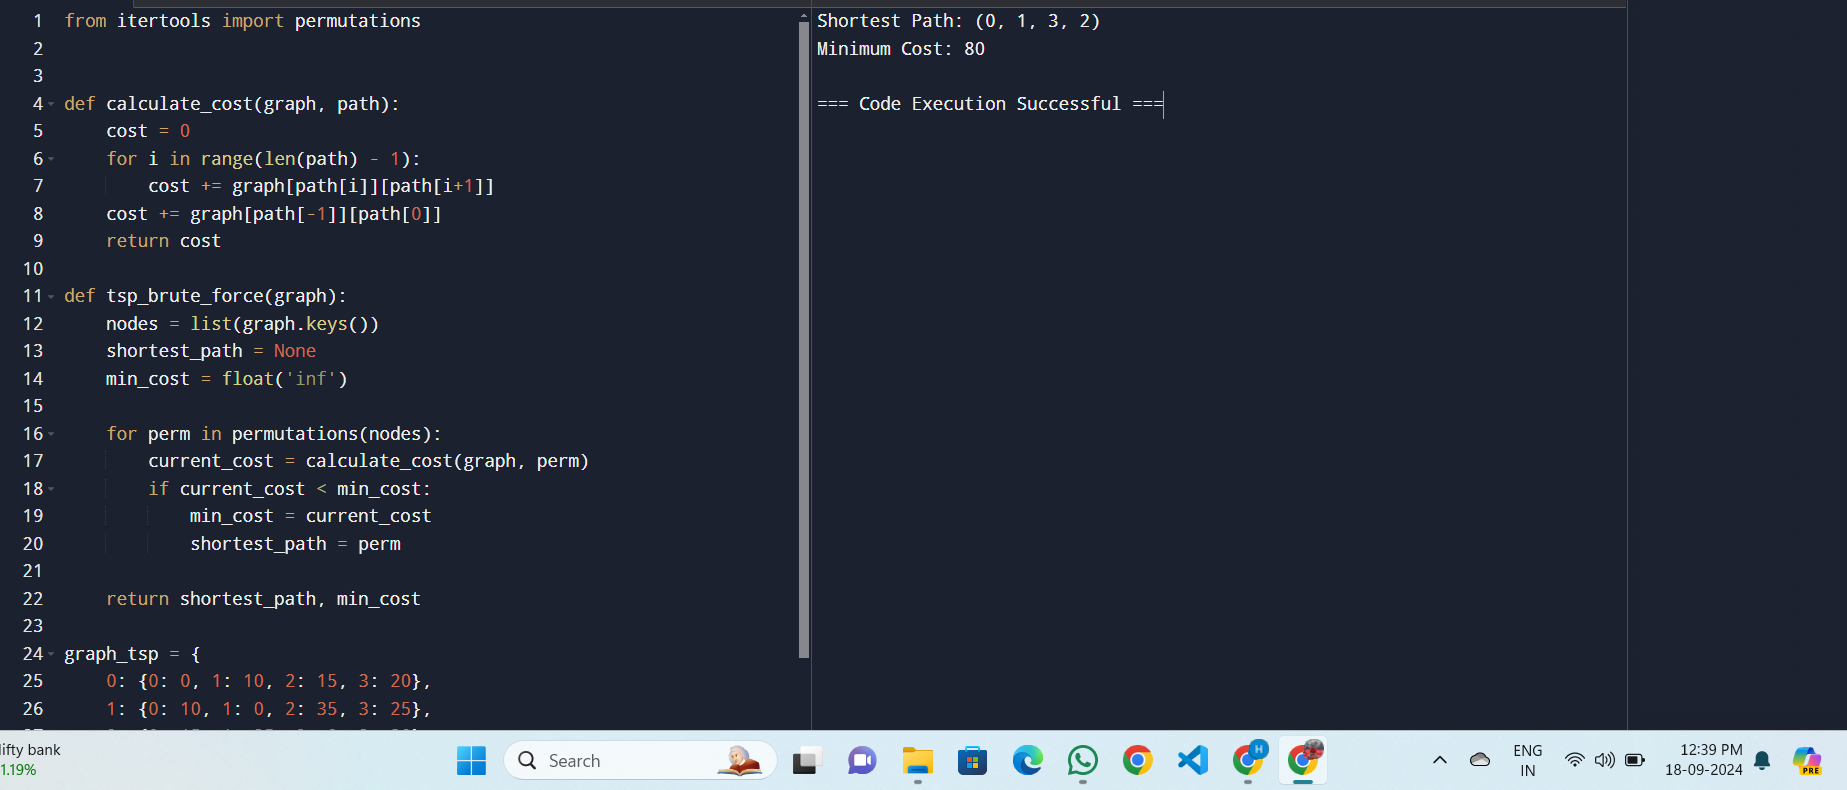 1 from itertools import permutations
2
3
4 def calculate_cost(graph, path):
5 cost = 0
6 for i in range(len(path) - 1):
7 cost += graph[path[i]][path[i+1]]
8 cost += graph[path[-1]][path[0]]
9 return cost
10
11 def tsp_brute_force(graph):
12 nodes = list(graph.keys())
13 shortest_path = None
14 min_cost = float('inf')
15
16 for perm in permutations(nodes):
17 current_cost = calculate_cost(graph, perm)
18 if current_cost < min_cost:
19 min_cost = current_cost
20 shortest_path = perm
21
22 return shortest_path, min_cost
23
24 graph_tsp = {
25 0: {0: 0, 1: 10, 2: 15, 3: 20},
26 1: {0: 10, 1: 0, 2: 35, 3: 25},
Shortest Path: (0, 1, 3, 2)
Minimum Cost: 80
=== Code Execution Successful ===
ifty bank
1.19%
Search
H
ENG
IN
12:39 PM
18-09-2024
PRE